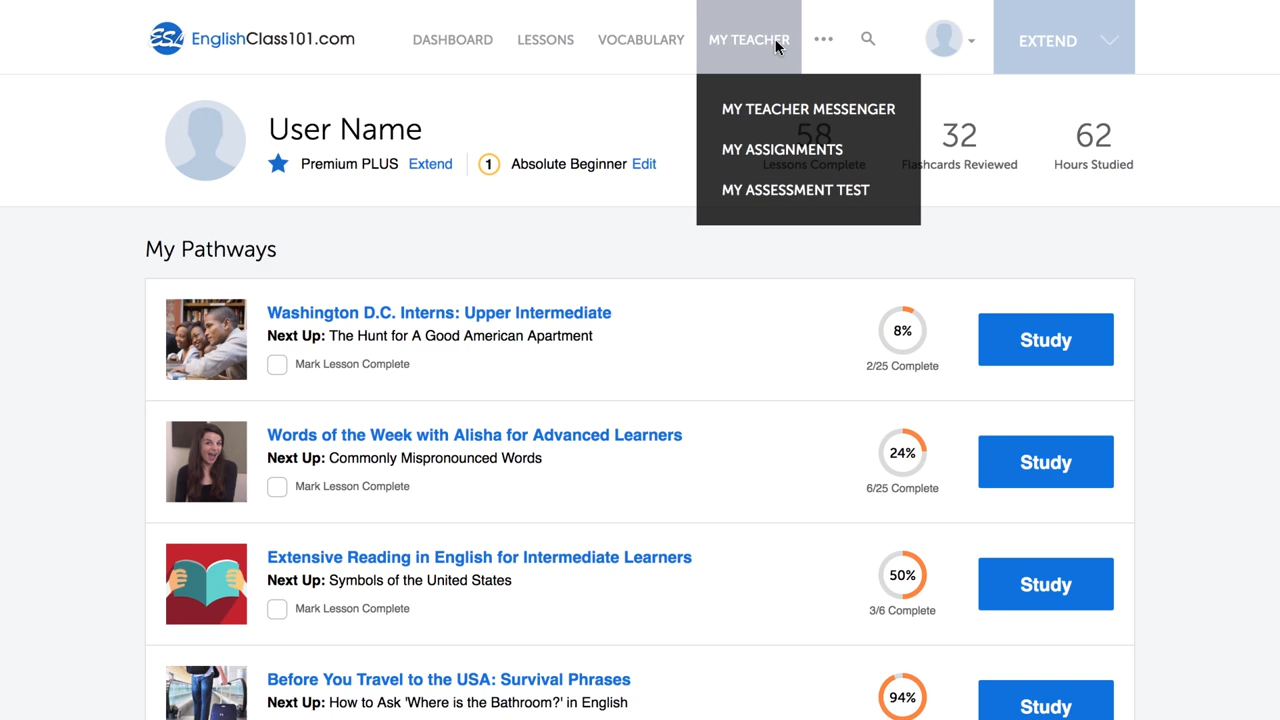 EnglishClass101.com
DASHBOARD
LESSONS
VOCABULARY
MY TEACHER
EXTEND
MY TEACHER MESSENGER
MY ASSIGNMENTS
MY ASSESSMENT TEST
User Name
Premium PLUS Extend
1 Absolute Beginner Edit
58
Lessons Complete
32
Flashcards Reviewed
62
Hours Studied
My Pathways
Washington D.C. Interns: Upper Intermediate
Next Up: The Hunt for A Good American Apartment
Mark Lesson Complete
8%
2/25 Complete
Study
Words of the Week with Alisha for Advanced Learners
Next Up: Commonly Mispronounced Words
Mark Lesson Complete
24%
6/25 Complete
Study
Extensive Reading in English for Intermediate Learners
Next Up: Symbols of the United States
Mark Lesson Complete
50%
3/6 Complete
Study
Before You Travel to the USA: Survival Phrases
Next Up: How to Ask 'Where is the Bathroom?' in English
94%
Study